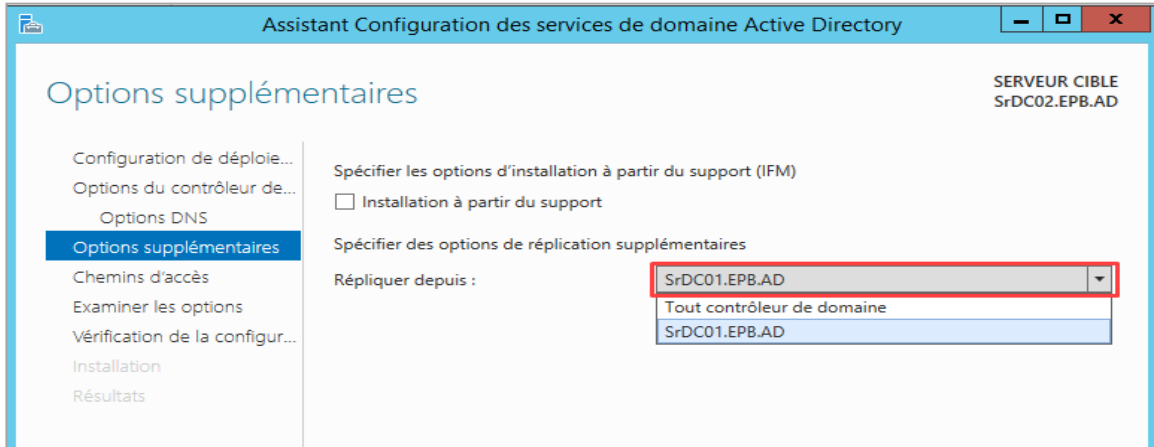 Assistant Configuration des services de domaine Active Directory
Options supplémentaires
SERVEUR CIBLE
SrDC02.EPB.AD
Configuration de déploie...
Options du contrôleur de...
Options DNS
Options supplémentaires
Chemins d'accès
Examiner les options
Vérification de la configur...
Installation
Résultats
Spécifier les options d'installation à partir du support (IFM)
Installation à partir du support
Spécifier des options de réplication supplémentaires
Répliquer depuis :
SrDC01.EPB.AD
Tout contrôleur de domaine
SrDC01.EPB.AD